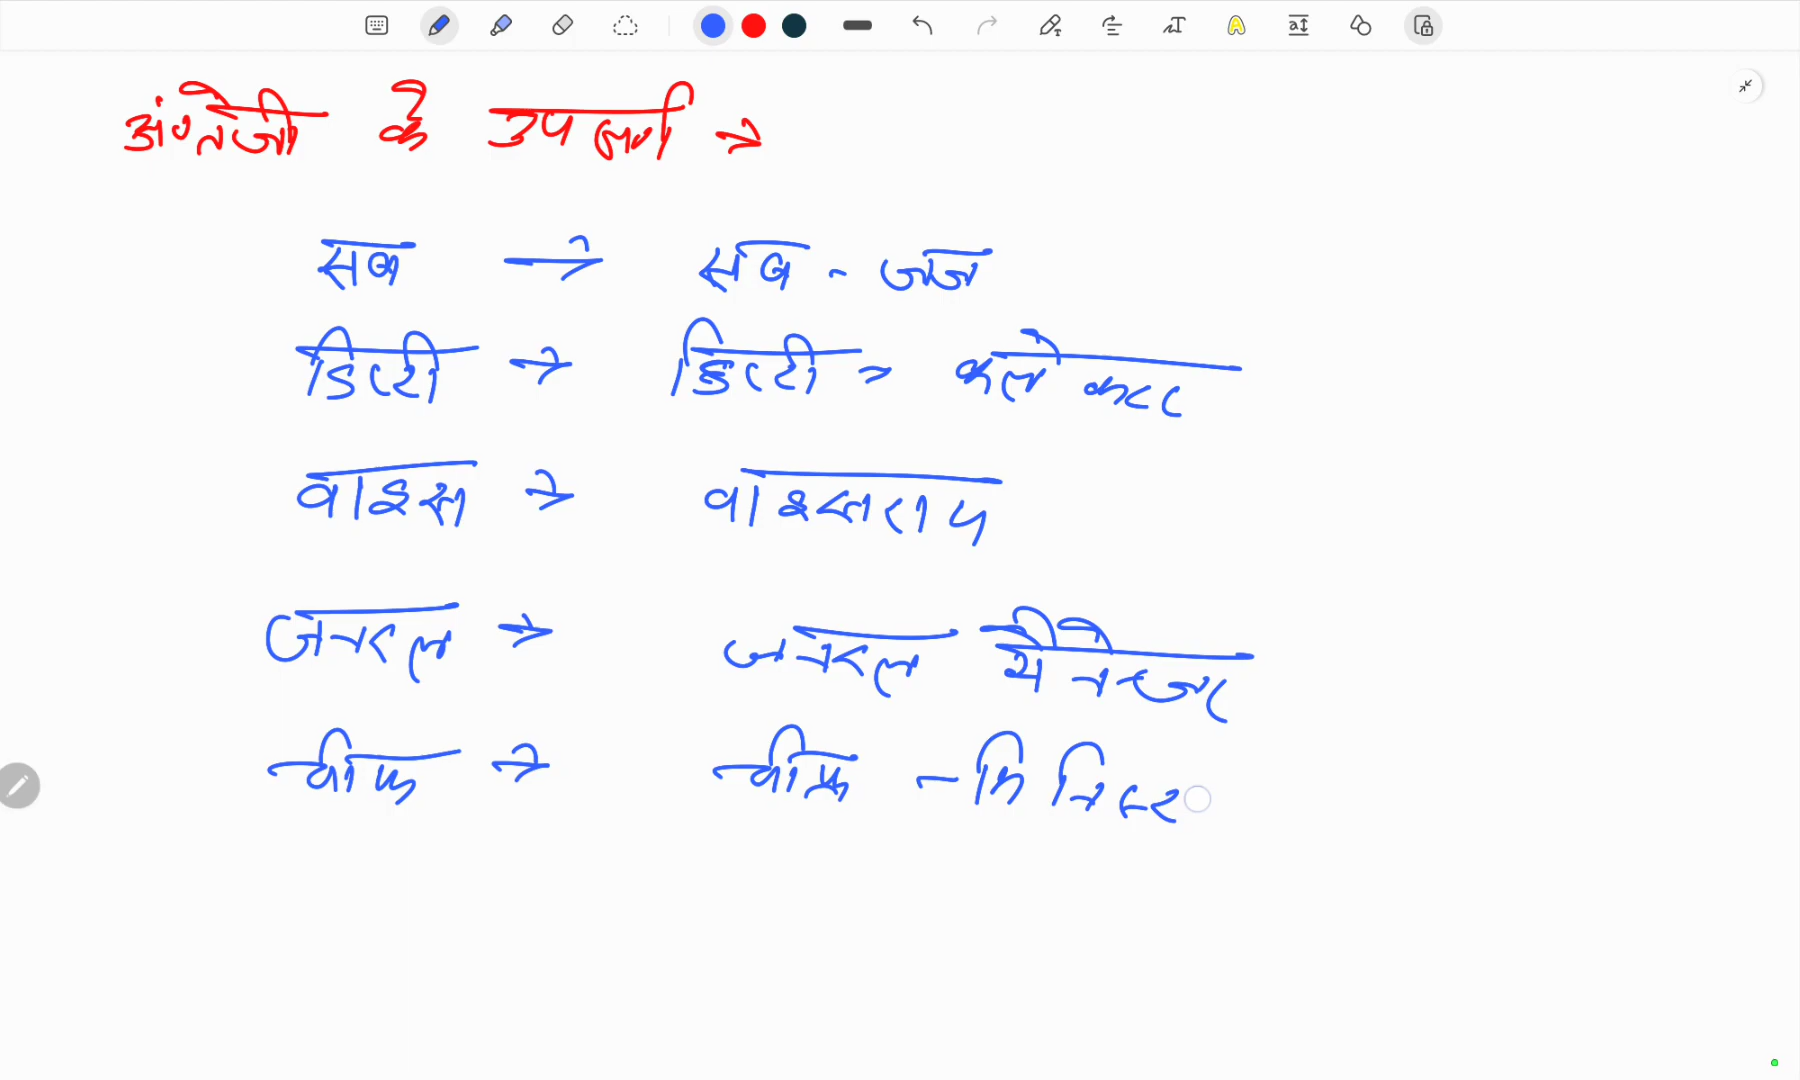 अंग्रेजी के उपसर्ग →
सब → सब - जज
डिप्टी → डिप्टी - कलेक्टर
वाइस → वाइसराय
जनरल → जनरल मैनेजर
चीफ → चीफ - मिनिस्टर